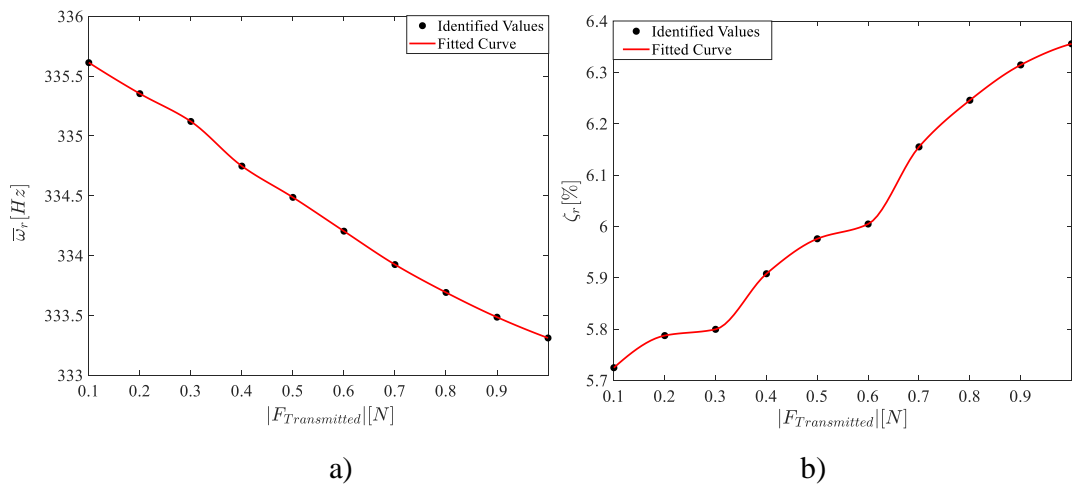 336
335.5
335
334.5
334
333.5
333
ω̅r[Hz]
Identified Values
Fitted Curve
0.1 0.2 0.3 0.4 0.5 0.6 0.7 0.8 0.9
|FTransmitted|[N]
a)
6.4
6.3
6.2
6.1
6
5.9
5.8
5.7
ζr[%]
Identified Values
Fitted Curve
0.1 0.2 0.3 0.4 0.5 0.6 0.7 0.8 0.9
|FTransmitted|[N]
b)